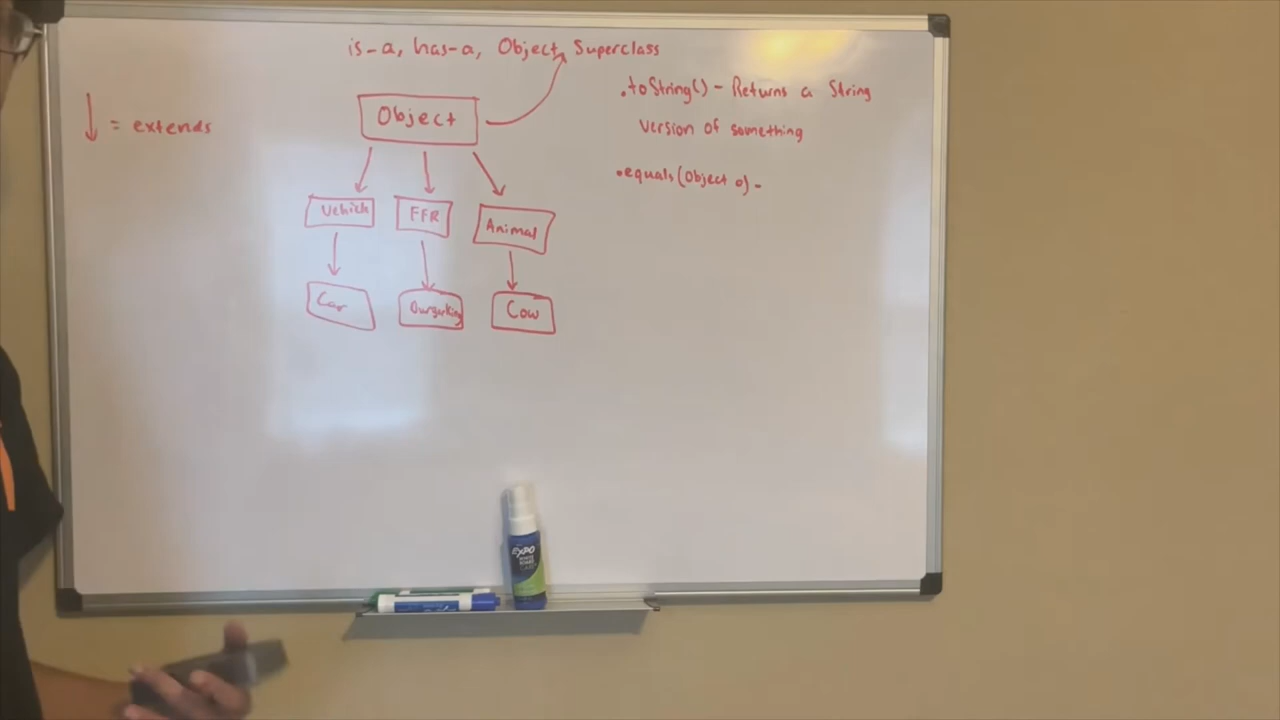 is-a, has-a, Object Superclass
.toString() - Returns a String
Version of something
.equals(Object o) -
↓ = extends
Object
Vehicle FFR Animal
Car Burgerking Cow
EXPO